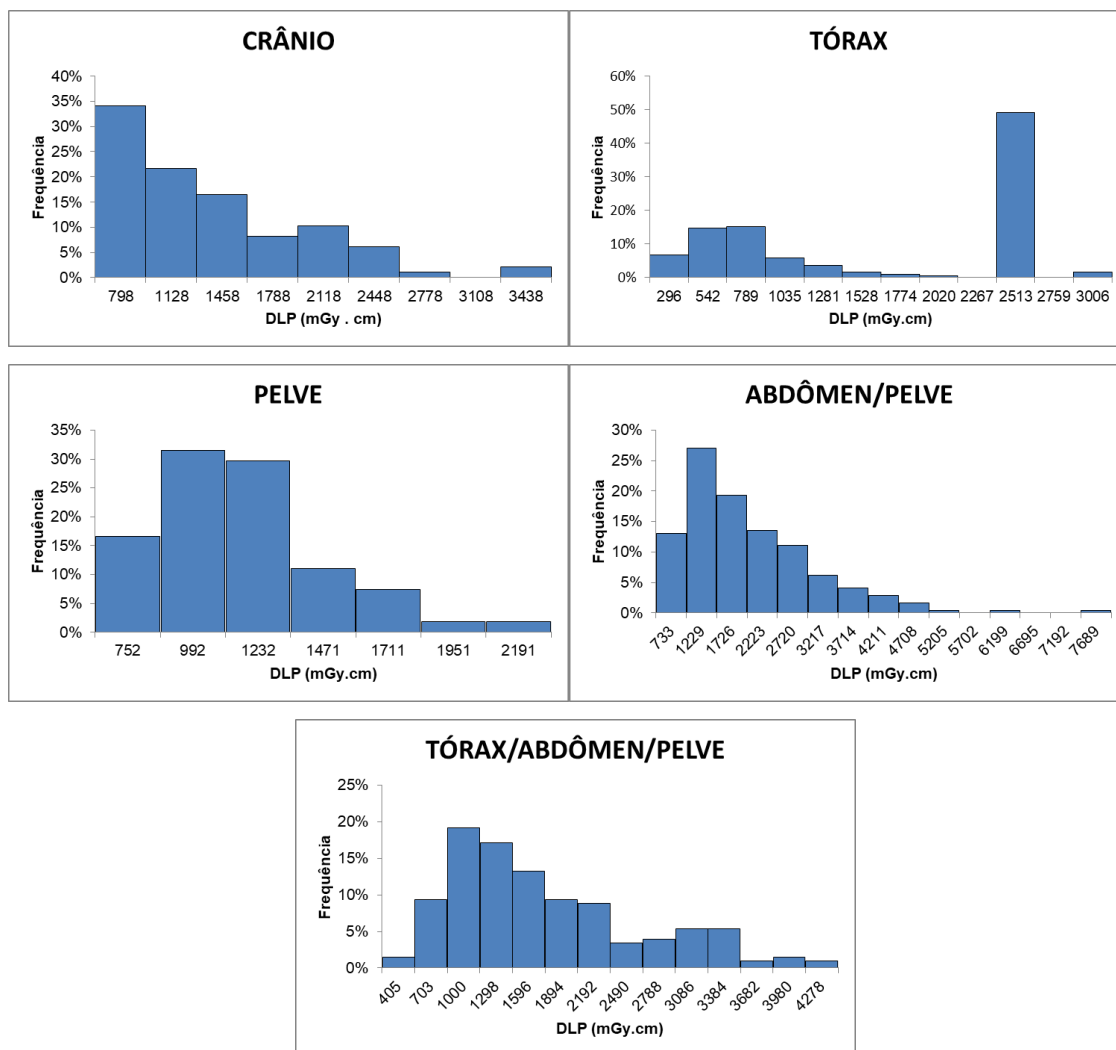 CRÂNIO
40%
35%
30%
25%
20%
15%
10%
5%
0%
Frequência
798 1128 1458 1788 2118 2448 2778 3108 3438
DLP (mGy . cm)
TÓRAX
60%
50%
40%
30%
20%
10%
0%
Frequência
296 542 789 1035 1281 1528 1774 2020 2267 2513 2759 3006
DLP (mGy.cm)
PELVE
35%
30%
25%
20%
15%
10%
5%
0%
Frequência
752 992 1232 1471 1711 1951 2191
DLP (mGy.cm)
ABDÔMEN/PELVE
30%
25%
20%
15%
10%
5%
0%
Frequência
733 1229 1726 2223 2720 3217 3714 4211 4708 5205 5702 6199 6695 7192 7689
DLP (mGy.cm)
TÓRAX/ABDÔMEN/PELVE
25%
20%
15%
10%
5%
0%
Frequência
405 703 1000 1298 1596 1894 2192 2490 2788 3086 3384 3682 3980 4278
DLP (mGy.cm)